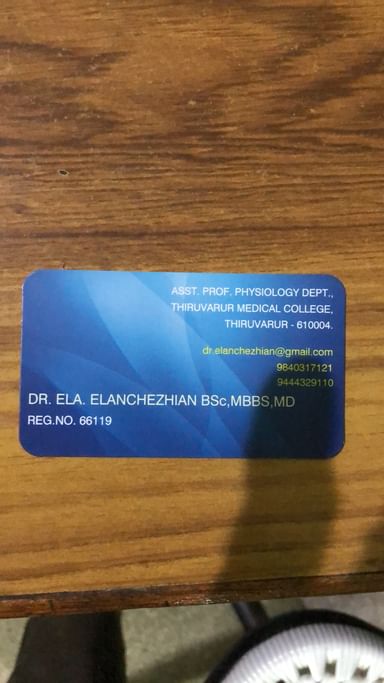 ASST. PROF. PHYSIOLOGY DEPT.,
THIRUVARUR MEDICAL COLLEGE,
THIRUVARUR - 610004.
dr.elanchezhian@gmail.com
9840317121
9444329110
DR. ELA. ELANCHEZHIAN BSc,MBBS,MD
REG.NO. 66119